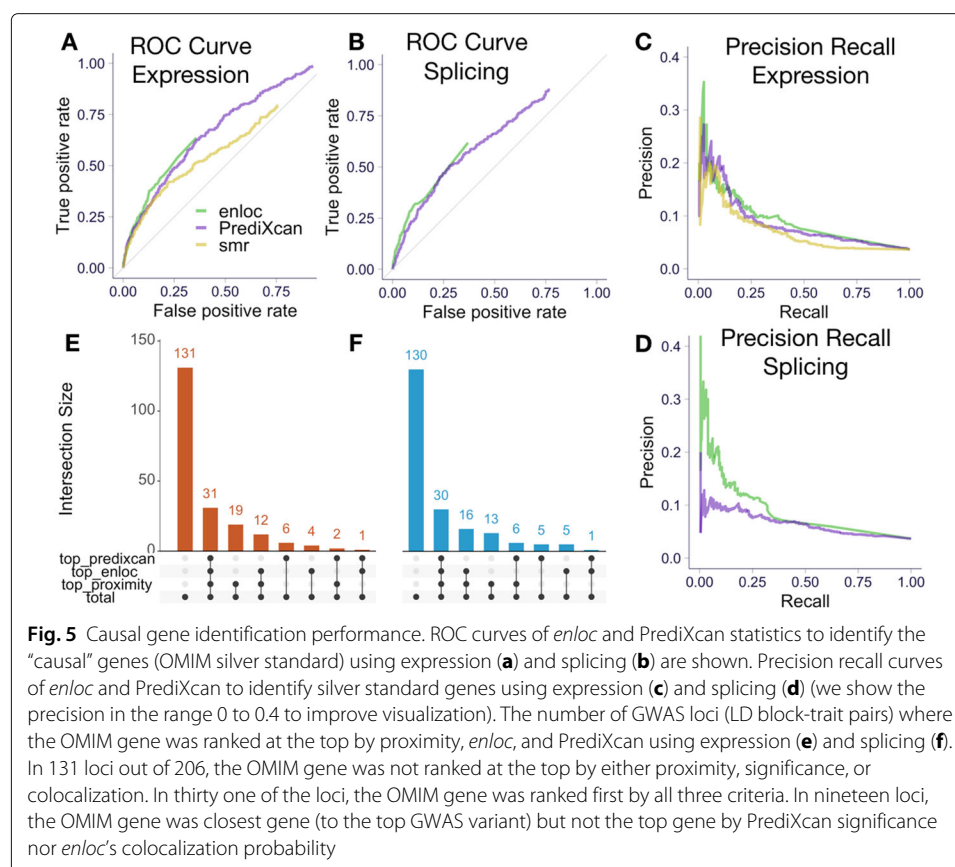 A
ROC Curve
Expression
True positive rate
1.00
0.75
0.50
0.25
0.00
enloc
PrediXcan
smr
0.00 0.25 0.50 0.75
False positive rate
B
ROC Curve
Splicing
True positive rate
1.00
0.75
0.50
0.25
0.00
0.00 0.25 0.50 0.75 1.00
False positive rate
C
Precision Recall
Expression
Precision
0.4
0.3
0.2
0.1
0.0
0.00 0.25 0.50 0.75 1.00
Recall
E
Intersection Size
150
100
50
0
131 31 19 12 6 4 2 1
top_predixcan
top_enloc
top_proximity
total
F
130 30 16 13 6 5 5 1
D
Precision Recall
Splicing
Precision
0.4
0.3
0.2
0.1
0.0
0.00 0.25 0.50 0.75 1.00
Recall
Fig. 5 Causal gene identification performance. ROC curves of enloc and PrediXcan statistics to identify the
“causal” genes (OMIM silver standard) using expression (a) and splicing (b) are shown. Precision recall curves
of enloc and PrediXcan to identify silver standard genes using expression (c) and splicing (d) (we show the
precision in the range 0 to 0.4 to improve visualization). The number of GWAS loci (LD block-trait pairs) where
the OMIM gene was ranked at the top by proximity, enloc, and PrediXcan using expression (e) and splicing (f).
In 131 loci out of 206, the OMIM gene was not ranked at the top by either proximity, significance, or
colocalization. In thirty one of the loci, the OMIM gene was ranked first by all three criteria. In nineteen loci,
the OMIM gene was closest gene (to the top GWAS variant) but not the top gene by PrediXcan significance
nor enloc’s colocalization probability